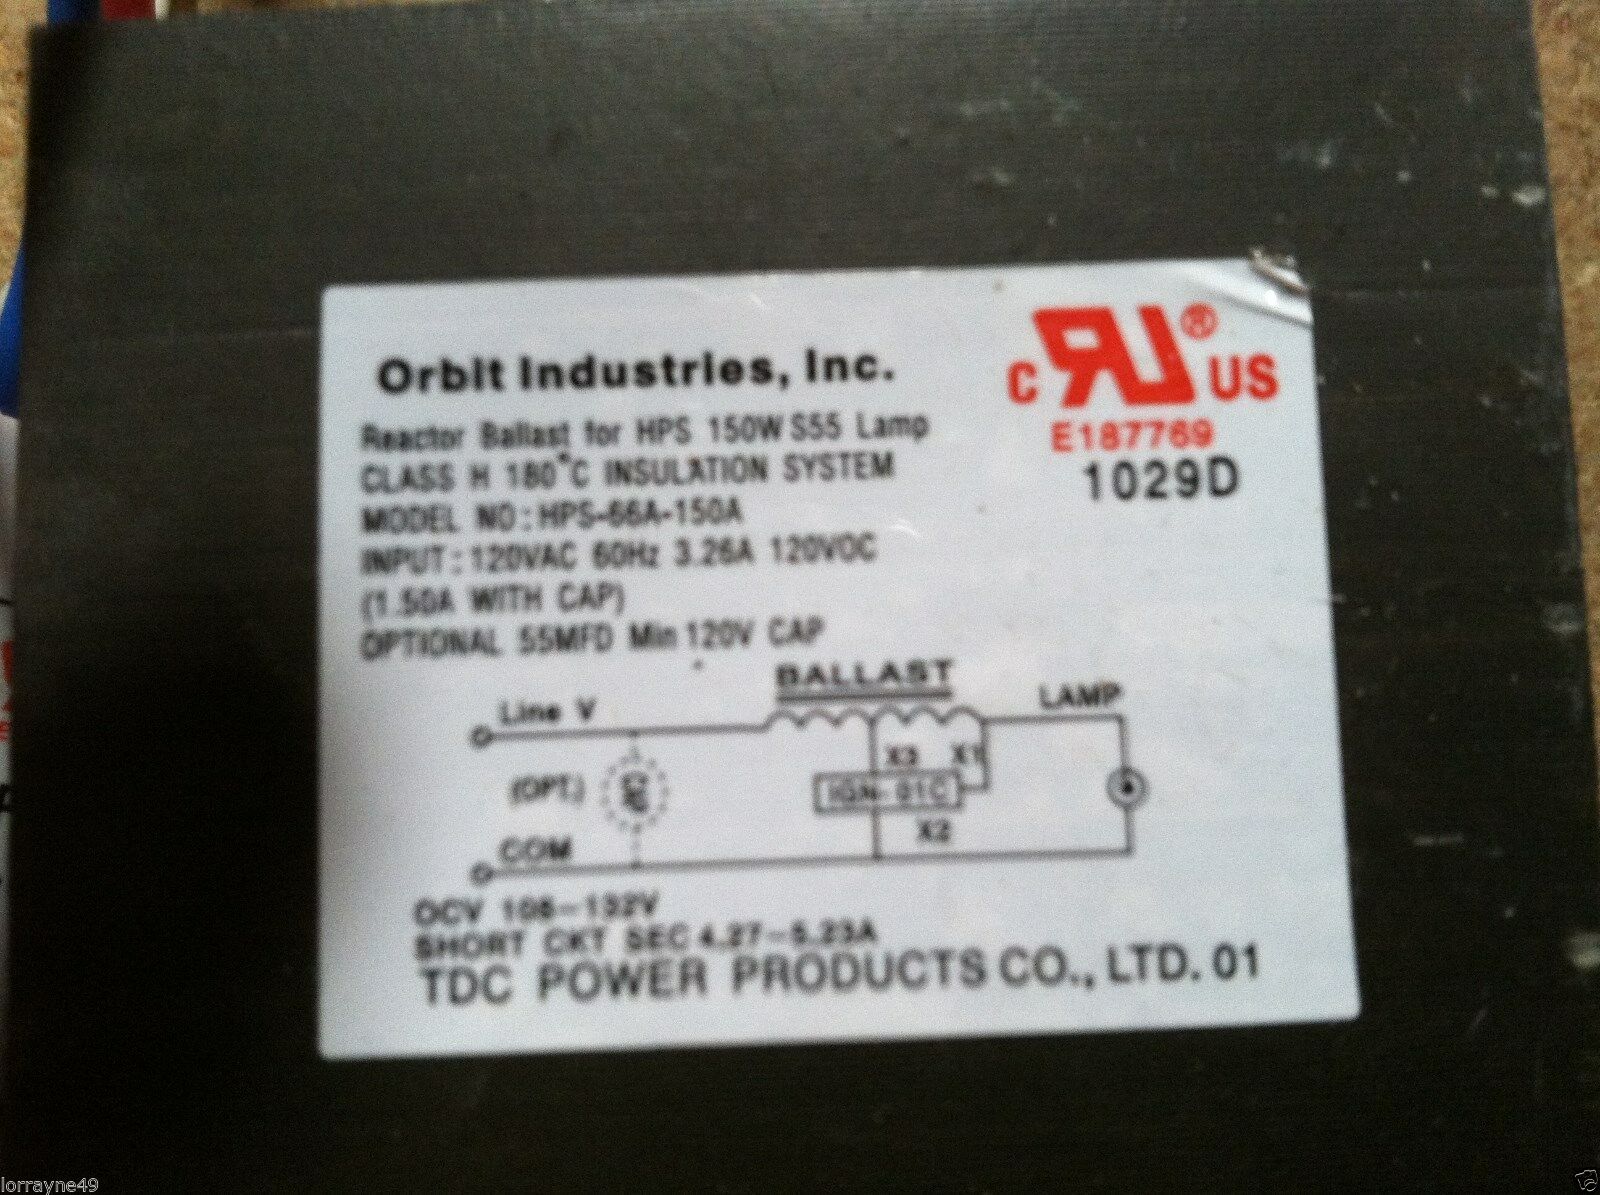 Orbit Industries, Inc.
Reactor Ballast for HPS 150W S55 Lamp
CLASS H 180°C INSULATION SYSTEM
MODEL NO:HPS-66A-150A
INPUT:120VAC 60Hz 3.26A 120VOC
(1.50A WITH CAP)
OPTIONAL 55MFD Min 120V CAP
C RU® US
E187769
1029D
BALLAST
Line V
LAMP
X3 X1
(OPT.) CAP
IGN-01C
X2
COM
OCV 108-132V
SHORT CKT SEC 4.27-5.23A
TDC POWER PRODUCTS CO., LTD. 01
lorrayne49